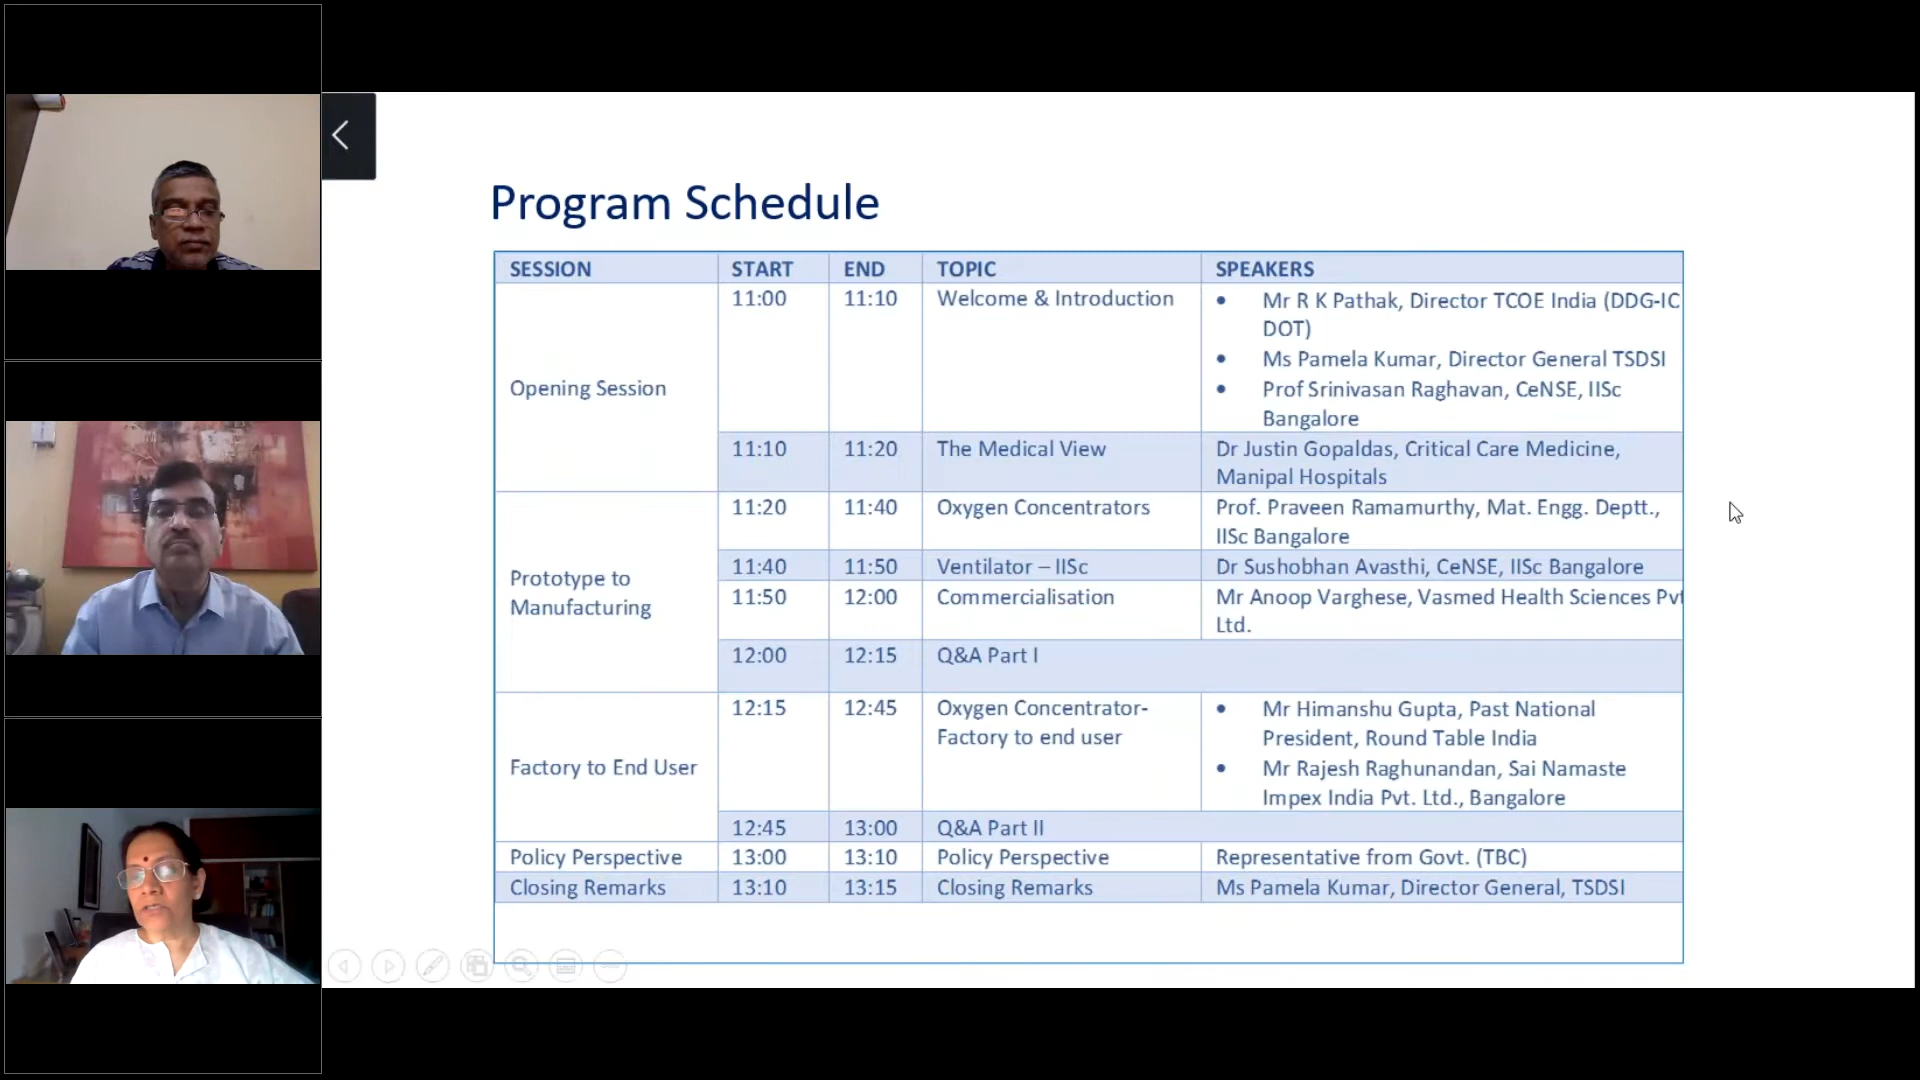 Program Schedule
SESSION START END TOPIC SPEAKERS
Opening Session
11:00 11:10 Welcome & Introduction
• Mr R K Pathak, Director TCOE India (DDG-IC
DOT)
• Ms Pamela Kumar, Director General TSDSI
• Prof Srinivasan Raghavan, CeNSE, IISc
Bangalore
11:10 11:20 The Medical View Dr Justin Gopaldas, Critical Care Medicine,
Manipal Hospitals
Prototype to
Manufacturing
11:20 11:40 Oxygen Concentrators Prof. Praveen Ramamurthy, Mat. Engg. Deptt.,
IISc Bangalore
11:40 11:50 Ventilator – IISc Dr Sushobhan Avasthi, CeNSE, IISc Bangalore
11:50 12:00 Commercialisation Mr Anoop Varghese, Vasmed Health Sciences Pvt
Ltd.
12:00 12:15 Q&A Part I
Factory to End User
12:15 12:45 Oxygen Concentrator-
Factory to end user
• Mr Himanshu Gupta, Past National
President, Round Table India
• Mr Rajesh Raghunandan, Sai Namaste
Impex India Pvt. Ltd., Bangalore
12:45 13:00 Q&A Part II
Policy Perspective 13:00 13:10 Policy Perspective Representative from Govt. (TBC)
Closing Remarks 13:10 13:15 Closing Remarks Ms Pamela Kumar, Director General, TSDSI